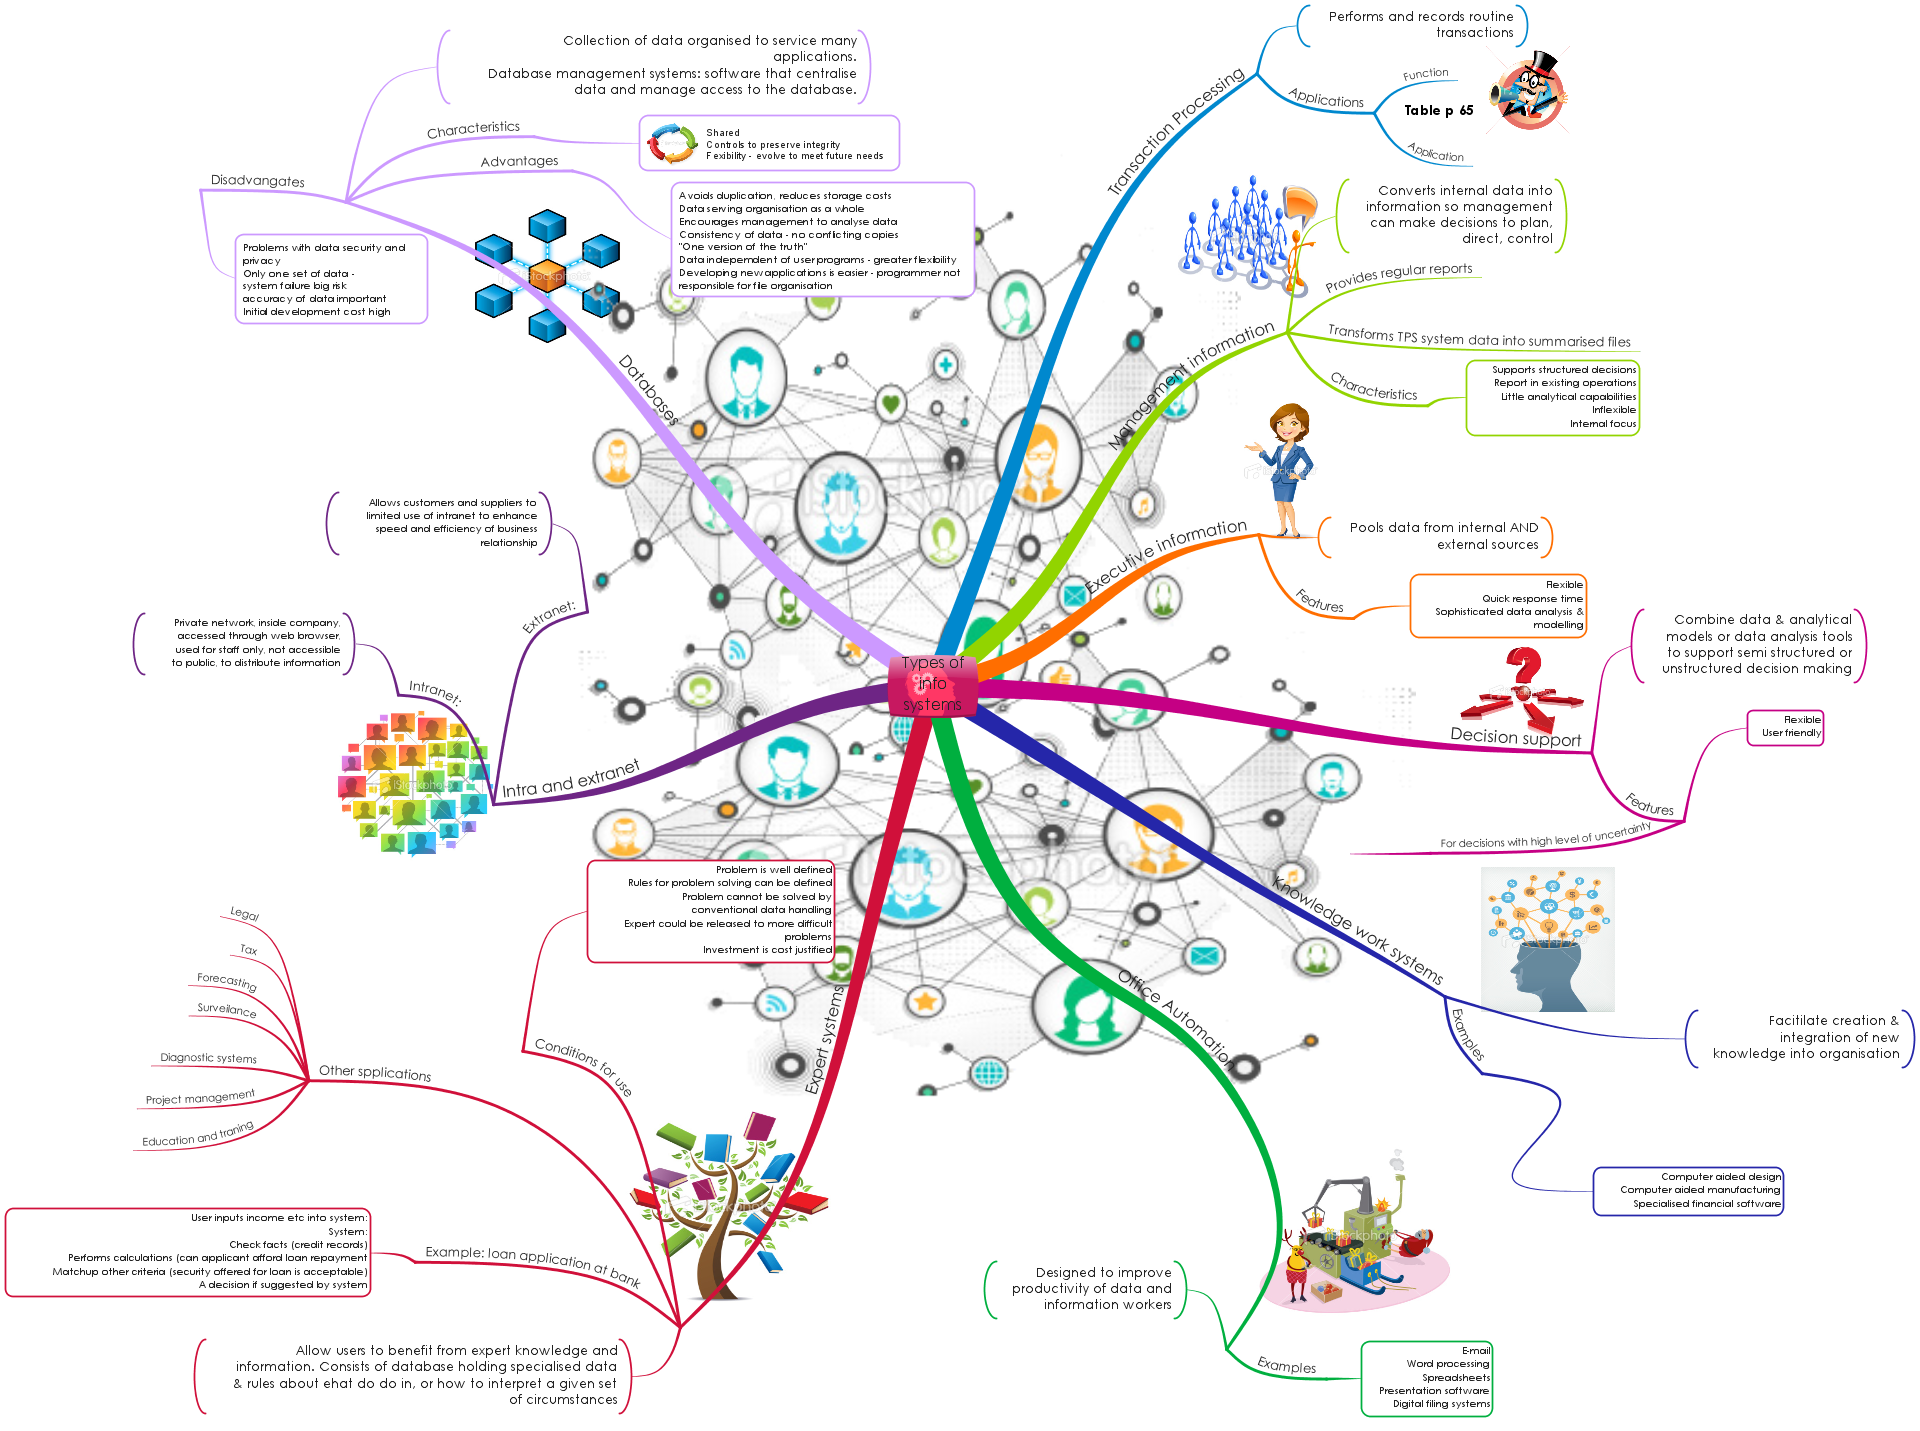 Types of
info
systems
Transaction Processing
Performs and records routine
transactions
Applications
Function
Table p 65
Application
Management information
Converts internal data into
information so management
can make decisions to plan,
direct, control
Provides regular reports
Transforms TPS system data into summarised files
Characteristics
Supports structured decisions
Report in existing operations
Little analytical capabilities
Inflexible
Internal focus
Executive information
Pools data from internal AND
external sources
Features
Flexible
Quick response time
Sophisticated data analysis &
modelling
Decision support
Combine data & analytical
models or data analysis tools
to support semi structured or
unstructured decision making
Features
Flexible
User friendly
For decisions with high level of uncertainty
Knowledge work systems
Facitilate creation &
integration of new
knowledge into organisation
Examples
Computer aided design
Computer aided manufacturing
Specialised financial software
Office Automation
Designed to improve
productivity of data and
information workers
Examples
E-mail
Word processing
Spreadsheets
Presentation software
Digital filing systems
Expert systems
Conditions for use
Problem is well defined
Rules for problem solving can be defined
Problem cannot be solved by
conventional data handling
Expert could be released to more difficult
problems
Investment is cost justified
Other spplications
Legal
Tax
Forecasting
Surveilance
Diagnostic systems
Project management
Education and traning
Example: loan application at bank
User inputs income etc into system:
System:
Check facts (credit records)
Performs calculations (can applicant afford loan repayment
Matchup other criteria (security offered for loan is acceptable)
A decision if suggested by system
Allow users to benefit from expert knowledge and
information. Consists of database holding specialised data
& rules about ehat do do in, or how to interpret a given set
of circumstances
Intra and extranet
Extranet:
Allows customers and suppliers to
limited use of intranet to enhance
speed and efficiency of business
relationship
Intranet:
Private network, inside company,
accessed through web browser,
used for staff only, not accessible
to public, to distribute information
Databases
Collection of data organised to service many
applications.
Database management systems: software that centralise
data and manage access to the database.
Characteristics
Shared
Controls to preserve integrity
Flexibility - evolve to meet future needs
Advantages
Avoids duplication, reduces storage costs
Data serving organisation as a whole
Encourages management to analyse data
Consistency of data - no conflicting copies
"One version of the truth"
Data indepemdent of user programs - greater flexibility
Developing new applications is easier - programmer not
responsible for file organisation
Disadvangates
Problems with data security and
privacy
Only one set of data -
system failure big risk
accuracy of data important
Initial development cost high
iStockphoto